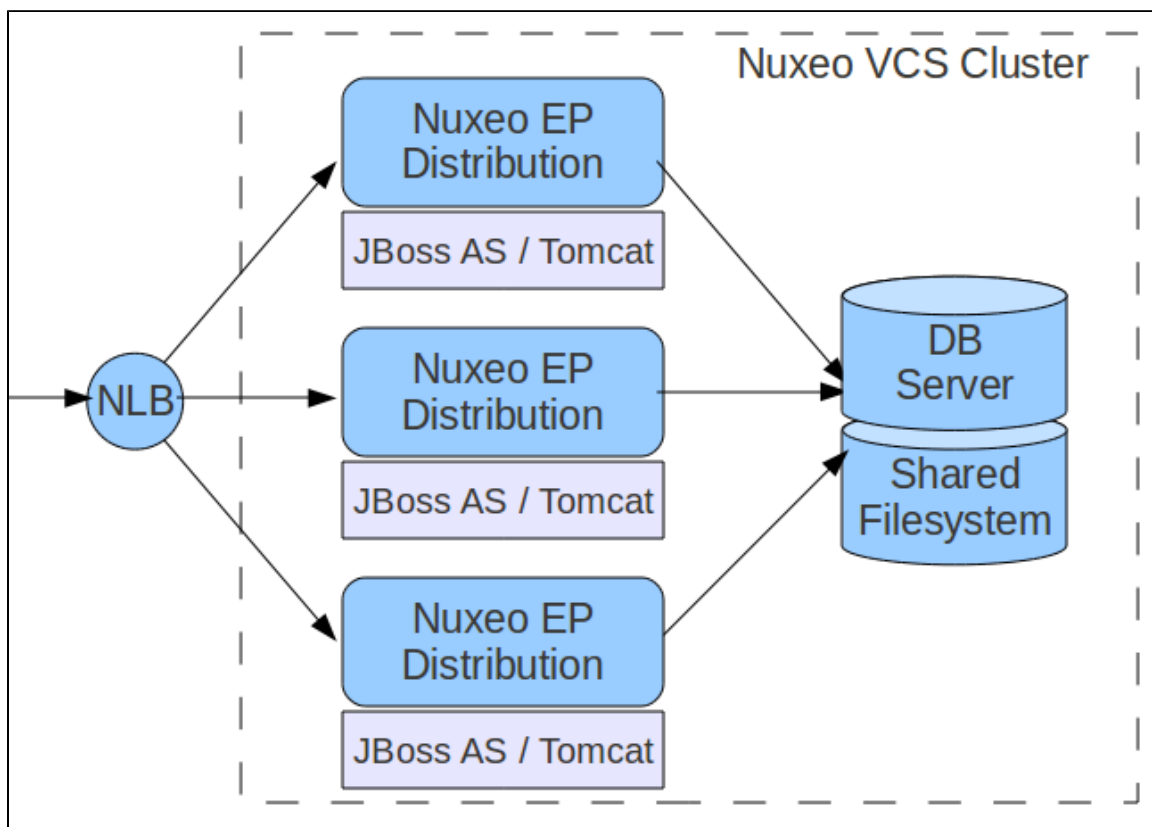 Nuxeo VCS Cluster
Nuxeo EP
Distribution
JBoss AS / Tomcat
NLB
Nuxeo EP
Distribution
JBoss AS / Tomcat
Nuxeo EP
Distribution
JBoss AS / Tomcat
DB
Server
Shared
Filesystem